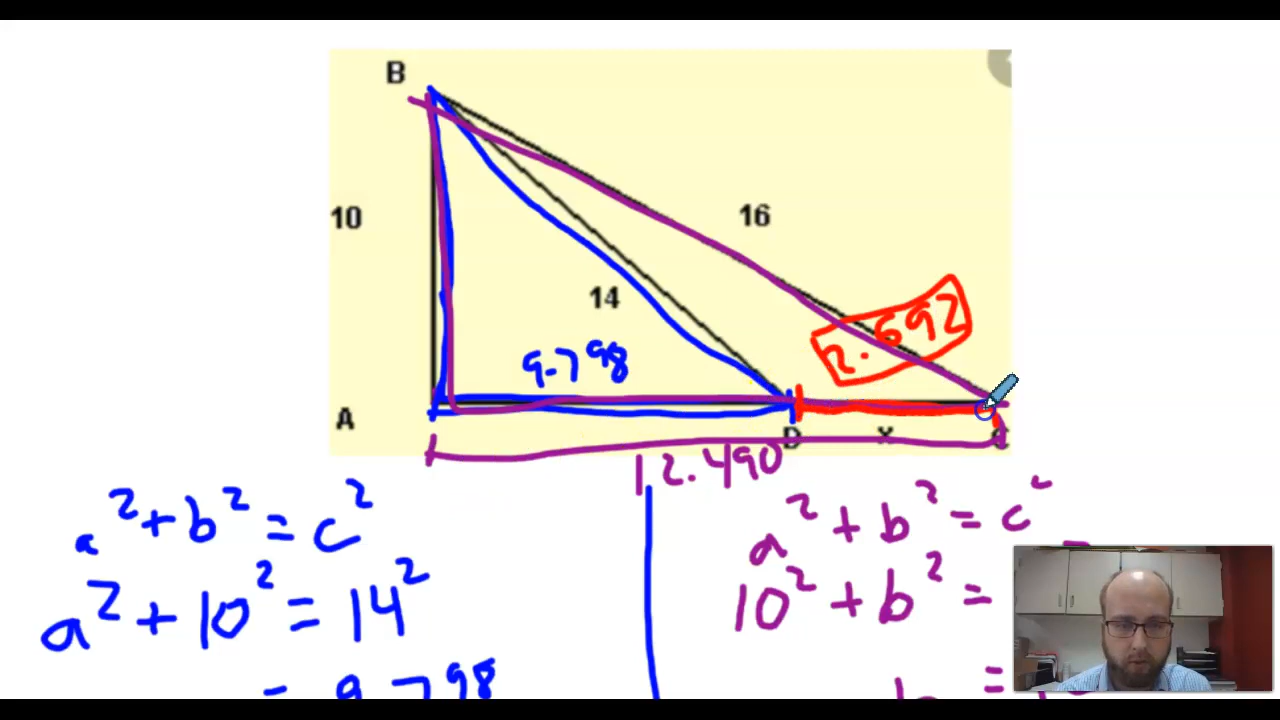 B
10
16
2.692
14
9.798
A
D x C
12.490
a² + b² = c²
a² + b² = c²
a² + 10² = 14²
10² + b² =
= 9.798
b =